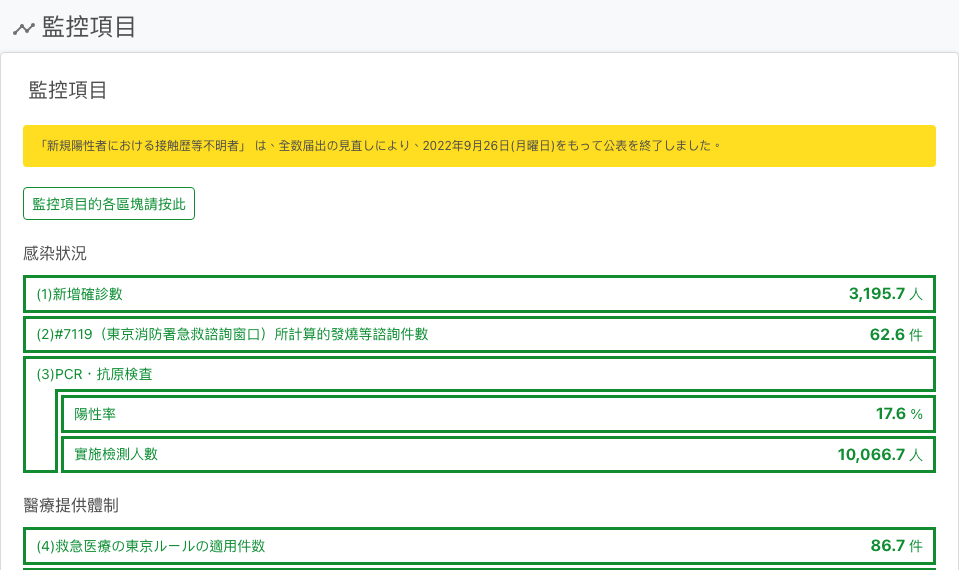 監控項目
監控項目
「新規陽性者における接触歴等不明者」 は、全数届出の見直しにより、2022年9月26日(月曜日)をもって公表を終了しました。
監控項目的各區塊請按此
感染狀況
(1)新增確診數 3,195.7 人
(2)#7119（東京消防署急救諮詢窗口）所計算的發燒等諮詢件數 62.6 件
(3)PCR・抗原検査
陽性率 17.6 %
實施檢測人數 10,066.7 人
醫療提供體制
(4)救急医療の東京ルールの適用件数 86.7 件